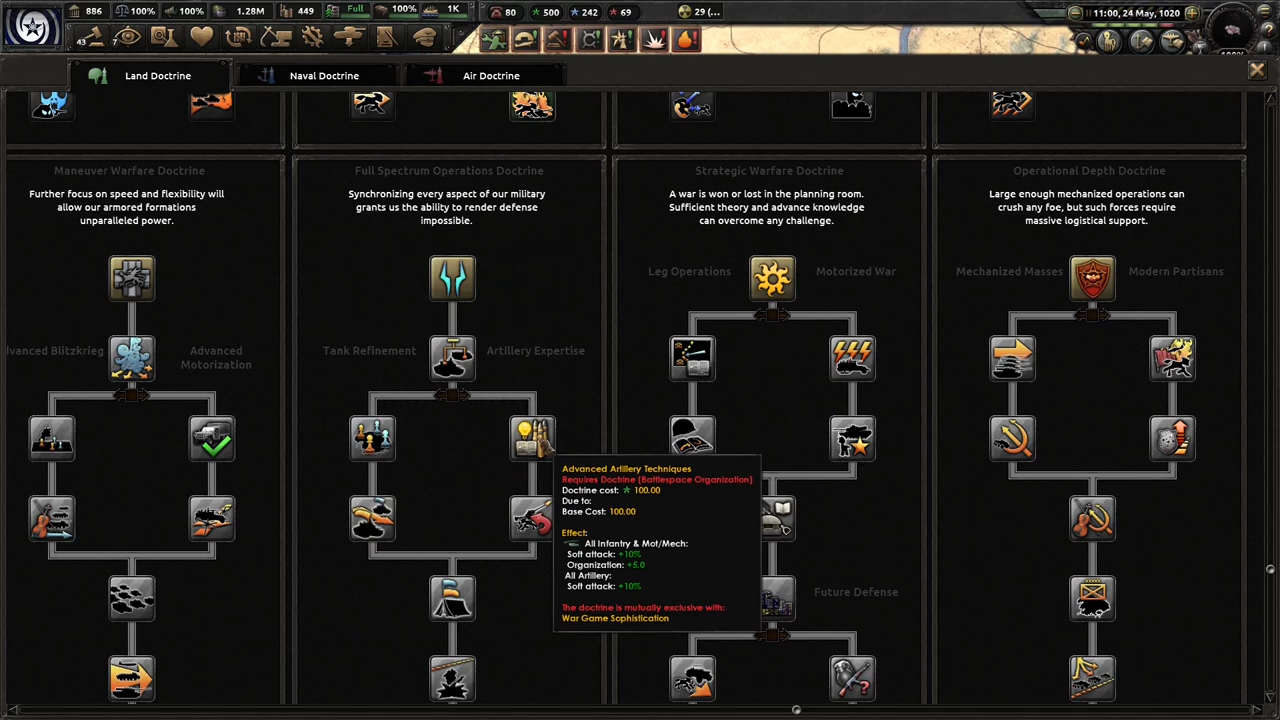 886
100%
100%
1.28M
449
Full
100%
1K
80
500
242
69
29 (...
11:00, 24 May, 1020
43
7
100%
Land Doctrine
Naval Doctrine
Air Doctrine
Maneuver Warfare Doctrine
Further focus on speed and flexibility will
allow our armored formations
unparalleled power.
Full Spectrum Operations Doctrine
Synchronizing every aspect of our military
grants us the ability to render defense
impossible.
Strategic Warfare Doctrine
A war is won or lost in the planning room.
Sufficient theory and advance knowledge
can overcome any challenge.
Operational Depth Doctrine
Large enough mechanized operations can
crush any foe, but such forces require
massive logistical support.
Leg Operations
Motorized War
Mechanized Masses
Modern Partisans
dvanced Blitzkrieg
Advanced
Motorization
Tank Refinement
Artillery Expertise
Advanced Artillery Techniques
Requires Doctrine (Battlespace Organization)
Doctrine cost: 100.00
Due to:
Base Cost: 100.00
Effect:
All Infantry & Mot/Mech:
Soft attack: +10%
Organization: +5.0
All Artillery:
Soft attack: +10%
The doctrine is mutually exclusive with:
War Game Sophistication
Future Defense